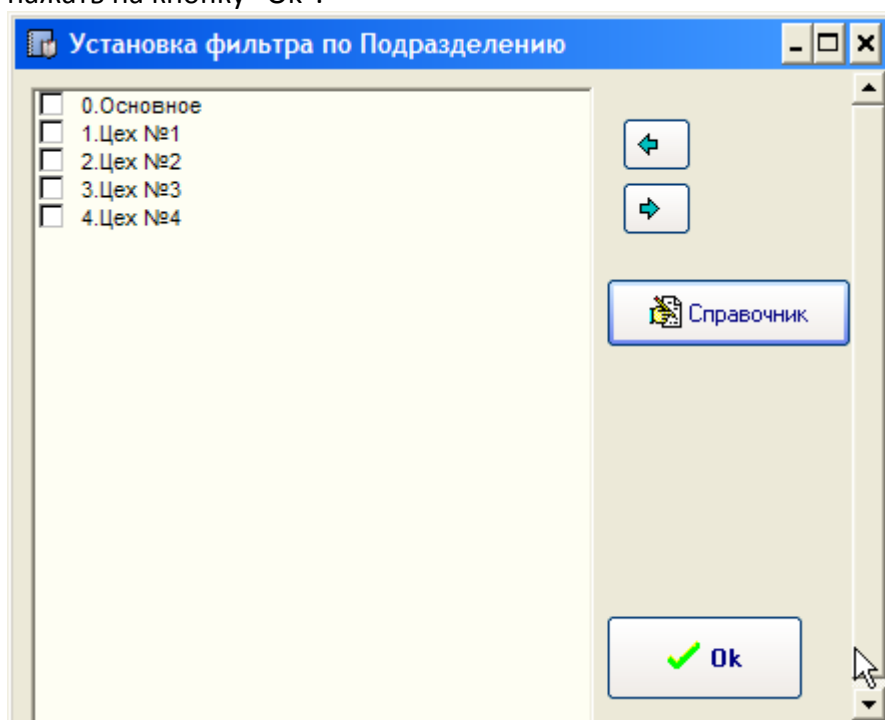 нажать на кнопку "Ok".
Установка фильтра по Подразделению
0.Основное
1.Цех №1
2.Цех №2
3.Цех №3
4.Цех №4
Справочник
Ok